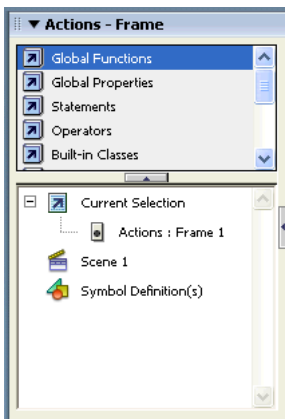 Actions - Frame
Global Functions
Global Properties
Statements
Operators
Built-in Classes
Current Selection
Actions : Frame 1
Scene 1
Symbol Definition(s)